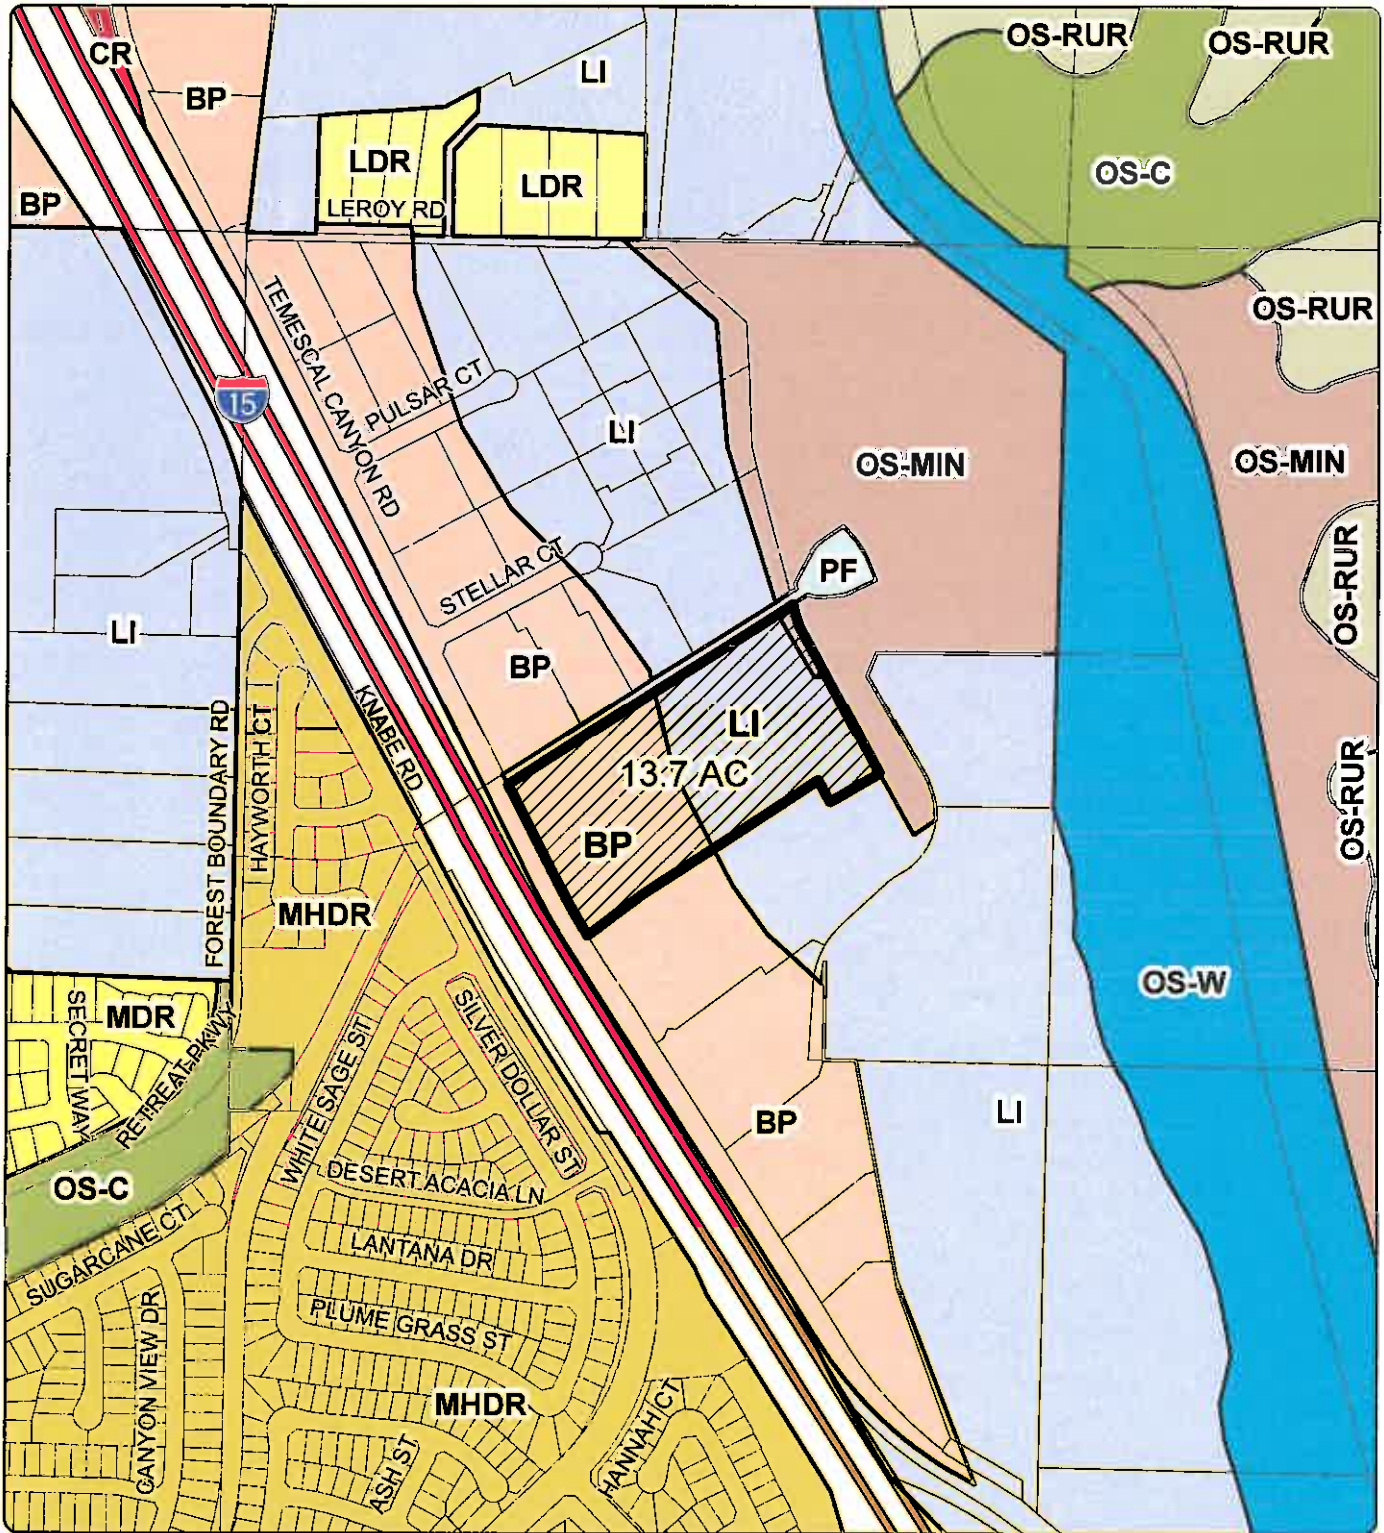 CR
OS-RUR
OS-RUR
LI
BP
LDR
LDR
OS-C
BP
LEROY RD
OS-RUR
TEMESCAL CANYON RD
PULSAR CT
15
LI
OS-MIN
OS-MIN
STELLAR CT
PF
OS-RUR
LI
BP
KNABE RD
FOREST BOUNDARY RD
HAYWORTH CT
LI
13.7 AC
BP
OS-RUR
MHDR
SECRET WAY
MDR
RETREAT PKWY
WHITE SAGE ST
SILVER DOLLAR ST
OS-W
BP
LI
DESERT ACACIA LN
OS-C
SUGARCANE CT
LANTANA DR
CANYON VIEW DR
PLUME GRASS ST
MHDR
HANNAH CT
ASH ST